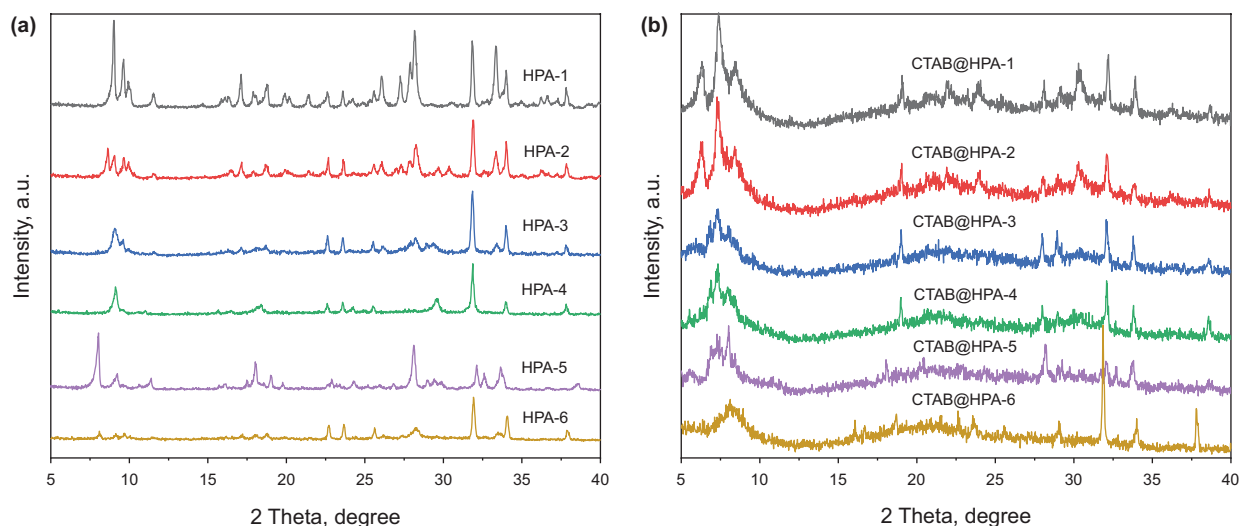 (a)
HPA-1
HPA-2
HPA-3
HPA-4
HPA-5
HPA-6
Intensity, a.u.
5 10 15 20 25 30 35 40
2 Theta, degree
(b)
CTAB@HPA-1
CTAB@HPA-2
CTAB@HPA-3
CTAB@HPA-4
CTAB@HPA-5
CTAB@HPA-6
Intensity, a.u.
5 10 15 20 25 30 35 40
2 Theta, degree